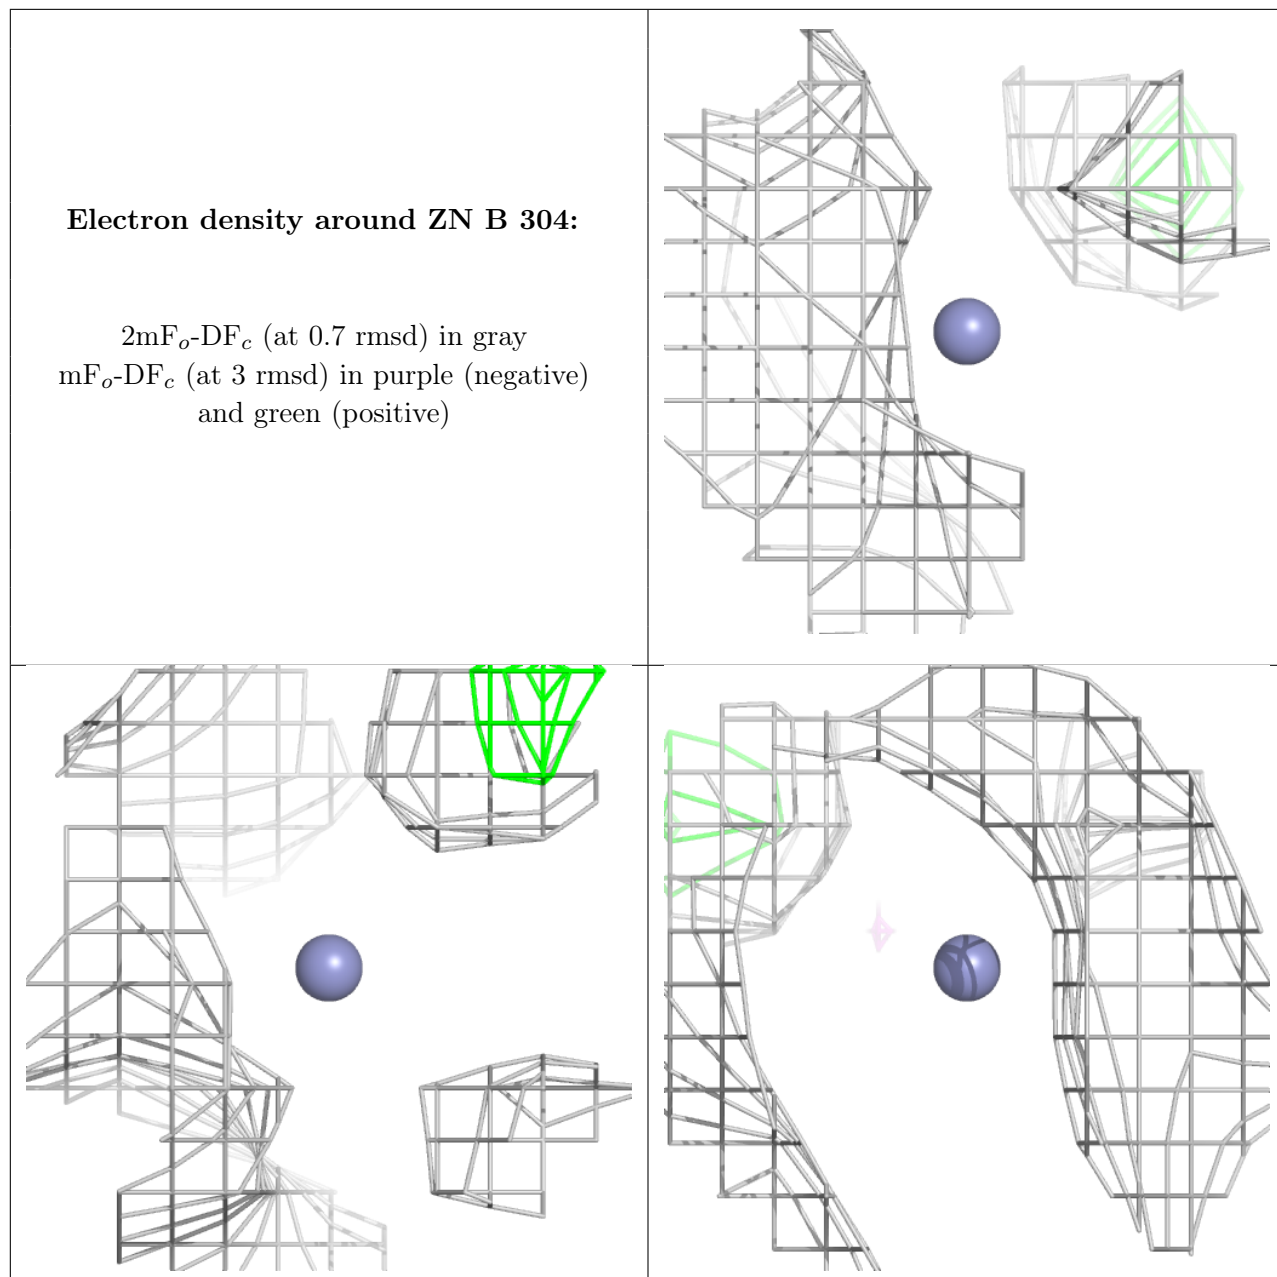 Electron density around ZN B 304:
2mFo-DFc (at 0.7 rmsd) in gray
mFo-DFc (at 3 rmsd) in purple (negative)
and green (positive)